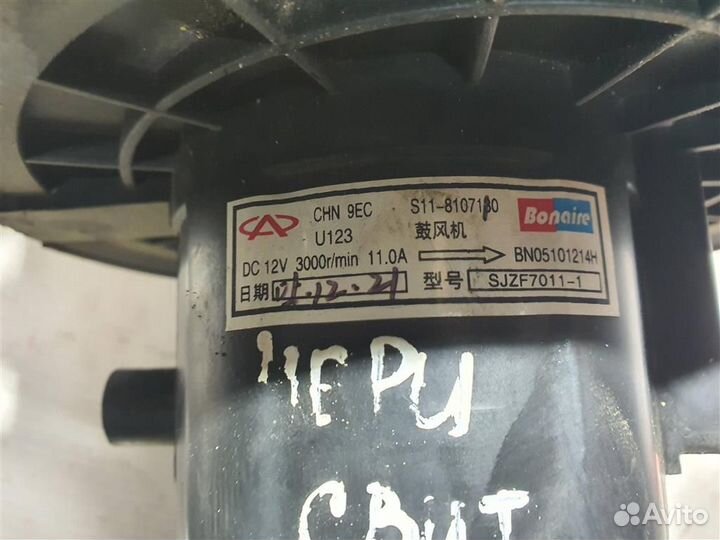 CHN 9EC S11-8107130 Bonaire
U123 鼓风机
DC 12V 3000r/min 11.0A BN05101214H
日期 型号 SJZF7011-1
ЧЕРИ
СВИТ
Avito